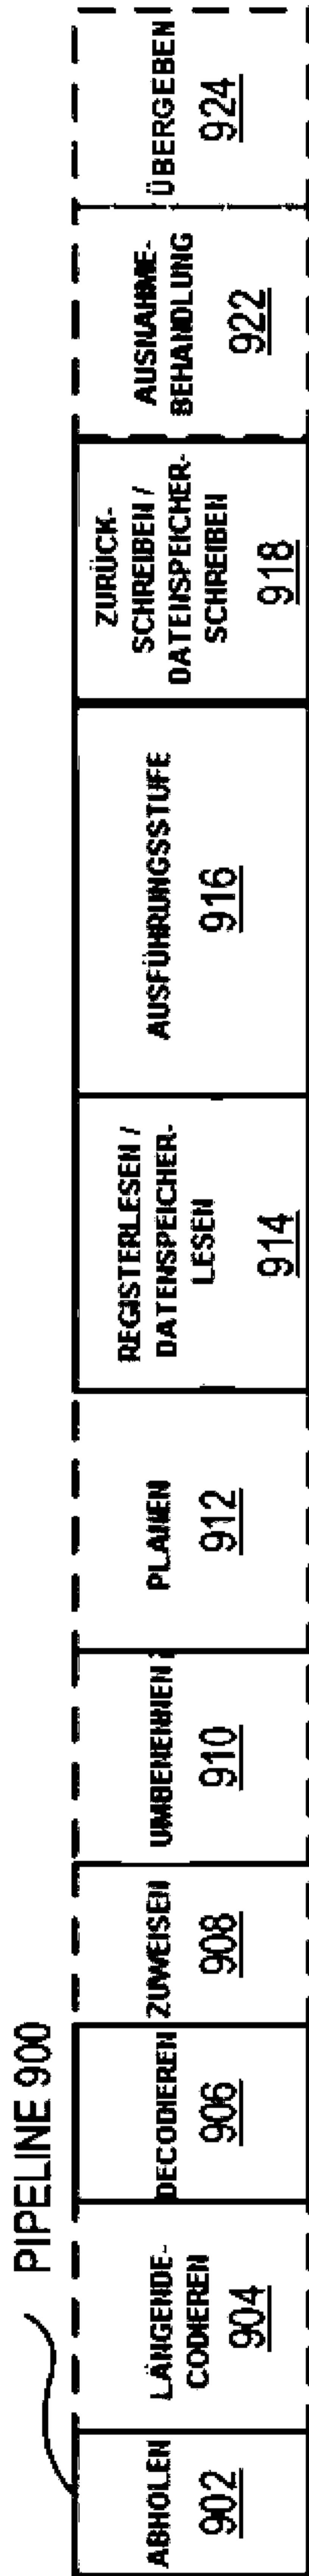 PIPELINE 900
ABHÖLEN
902
LÄNGENDE-
CODIEREN
904
DECODIEREN
906
ZUWEISEN
908
UMBENENNEN
910
PLANEN
912
REGISTERLESEN /
DATENSPEICHER-
LESEN
914
AUSFÜHRUNGSSTUFE
916
ZURÜCK-
SCHREIBEN /
DATENSPEICHER-
SCHREIBEN
918
AUSNAHME-
BEHANDLUNG
922
ÜBERGEBEN
924